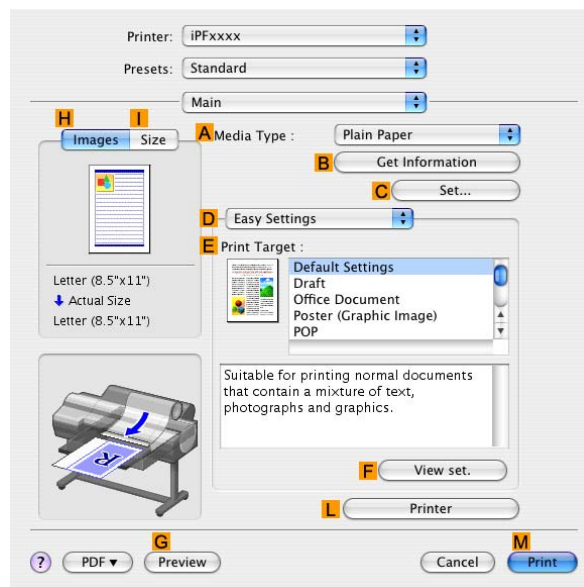 Printer: iPFxxxx
Presets: Standard
Main
H I
Images Size
A Media Type : Plain Paper
B Get Information
C Set...
D Easy Settings
E Print Target :
Default Settings
Draft
Office Document
Poster (Graphic Image)
POP
Letter (8.5"x11")
Actual Size
Letter (8.5"x11")
Suitable for printing normal documents
that contain a mixture of text,
photographs and graphics.
R
F View set.
L Printer
G M
? PDF▼ Preview Cancel Print